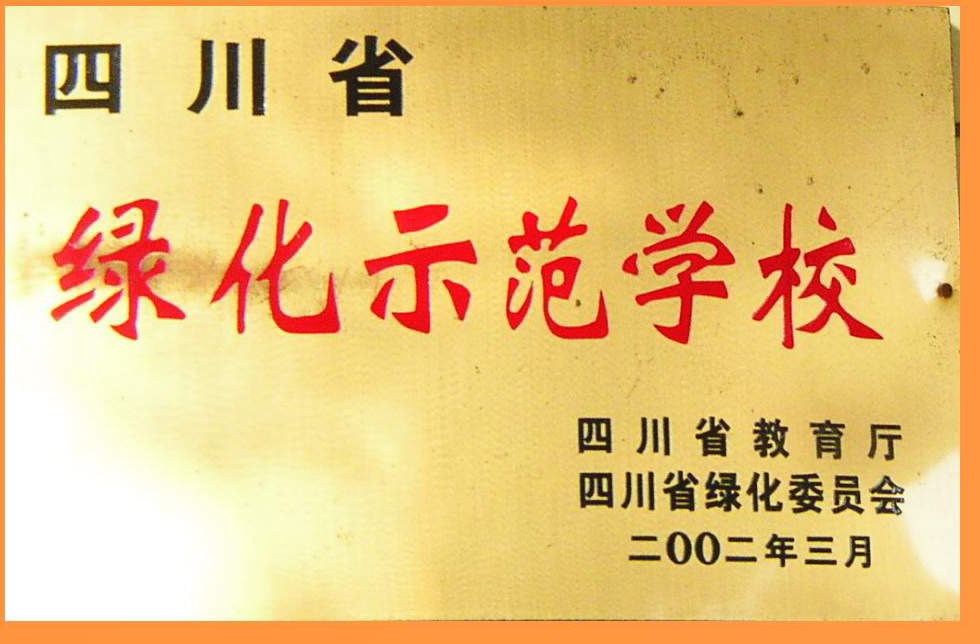 四川省
绿化示范学校
四川省教育厅
四川省绿化委员会
二00二年三月